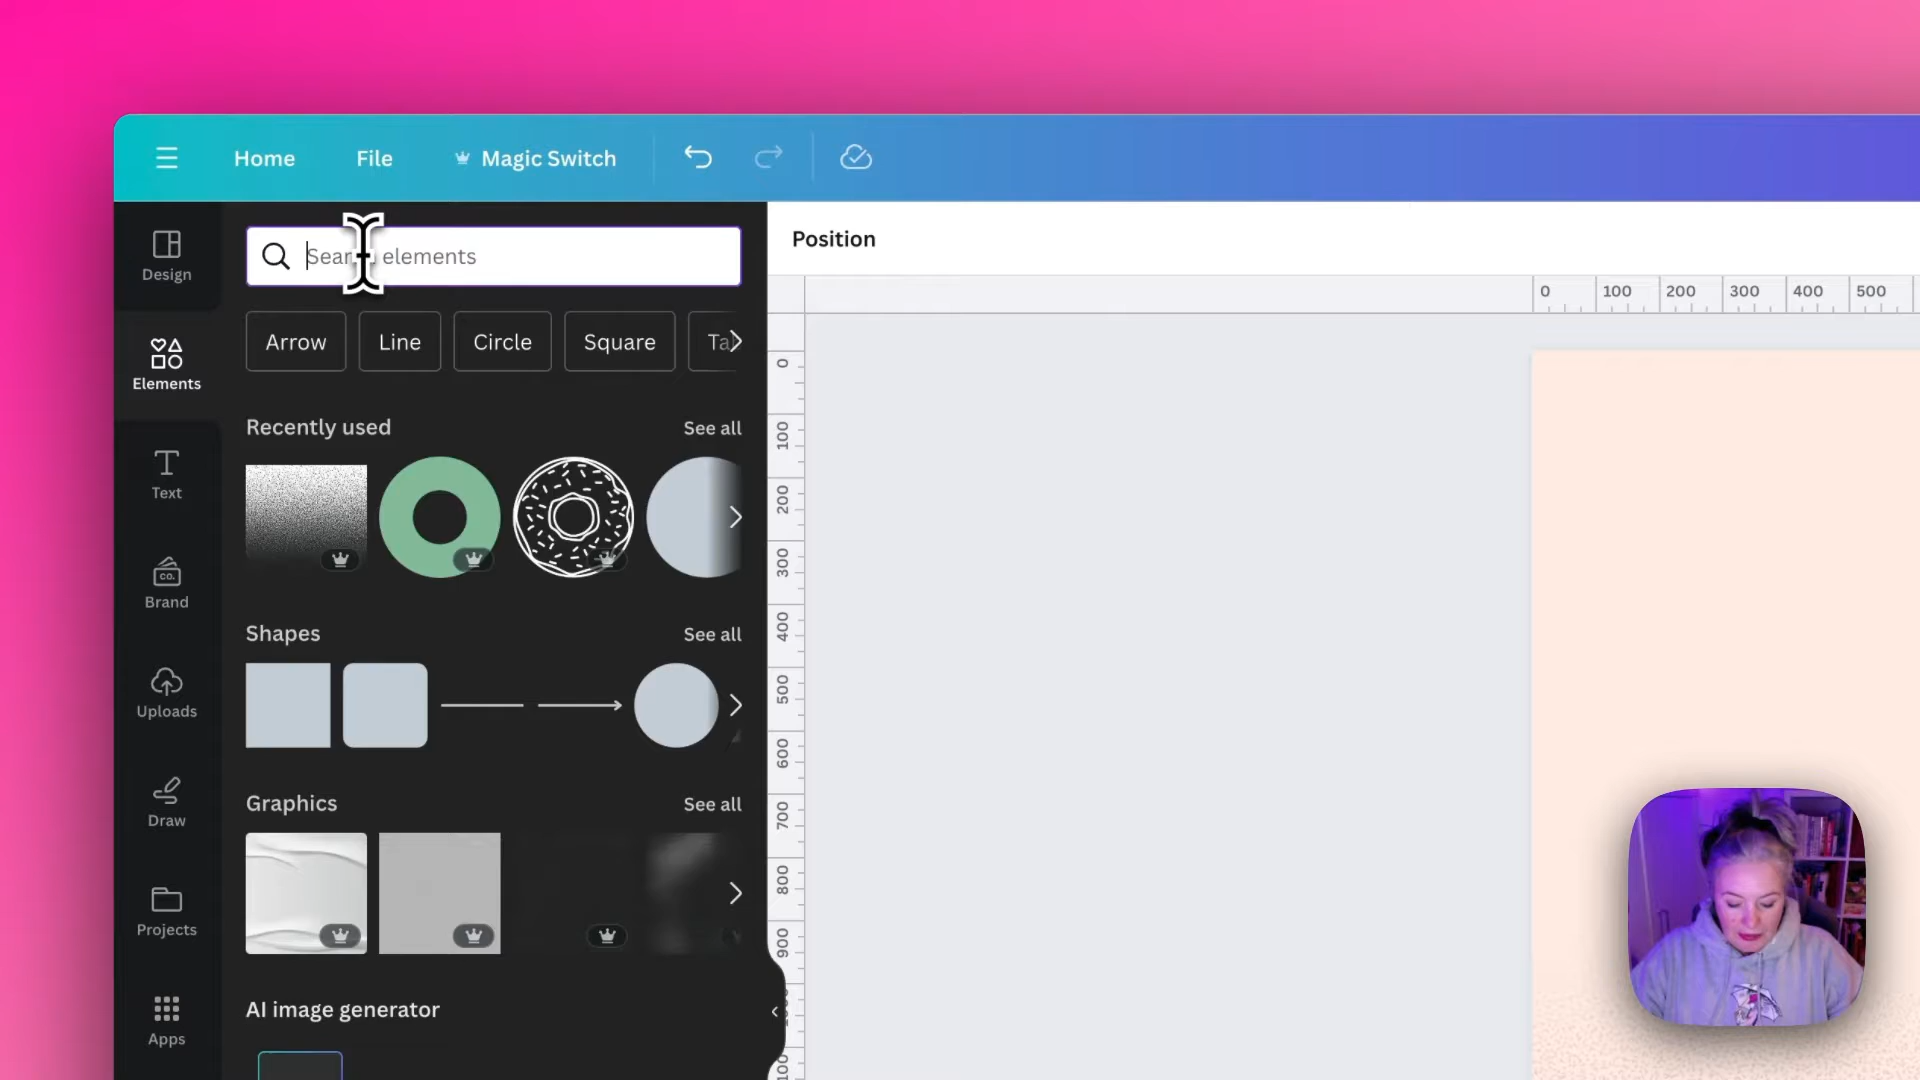 Home File Magic Switch
Design
Elements
Text
Brand
CO.
Uploads
Draw
Projects
Apps
Search elements
Arrow Line Circle Square
Recently used See all
Shapes See all
Graphics See all
AI image generator
Position
0 100 200 300 400 500
0
100
200
300
400
500
600
700
800
900